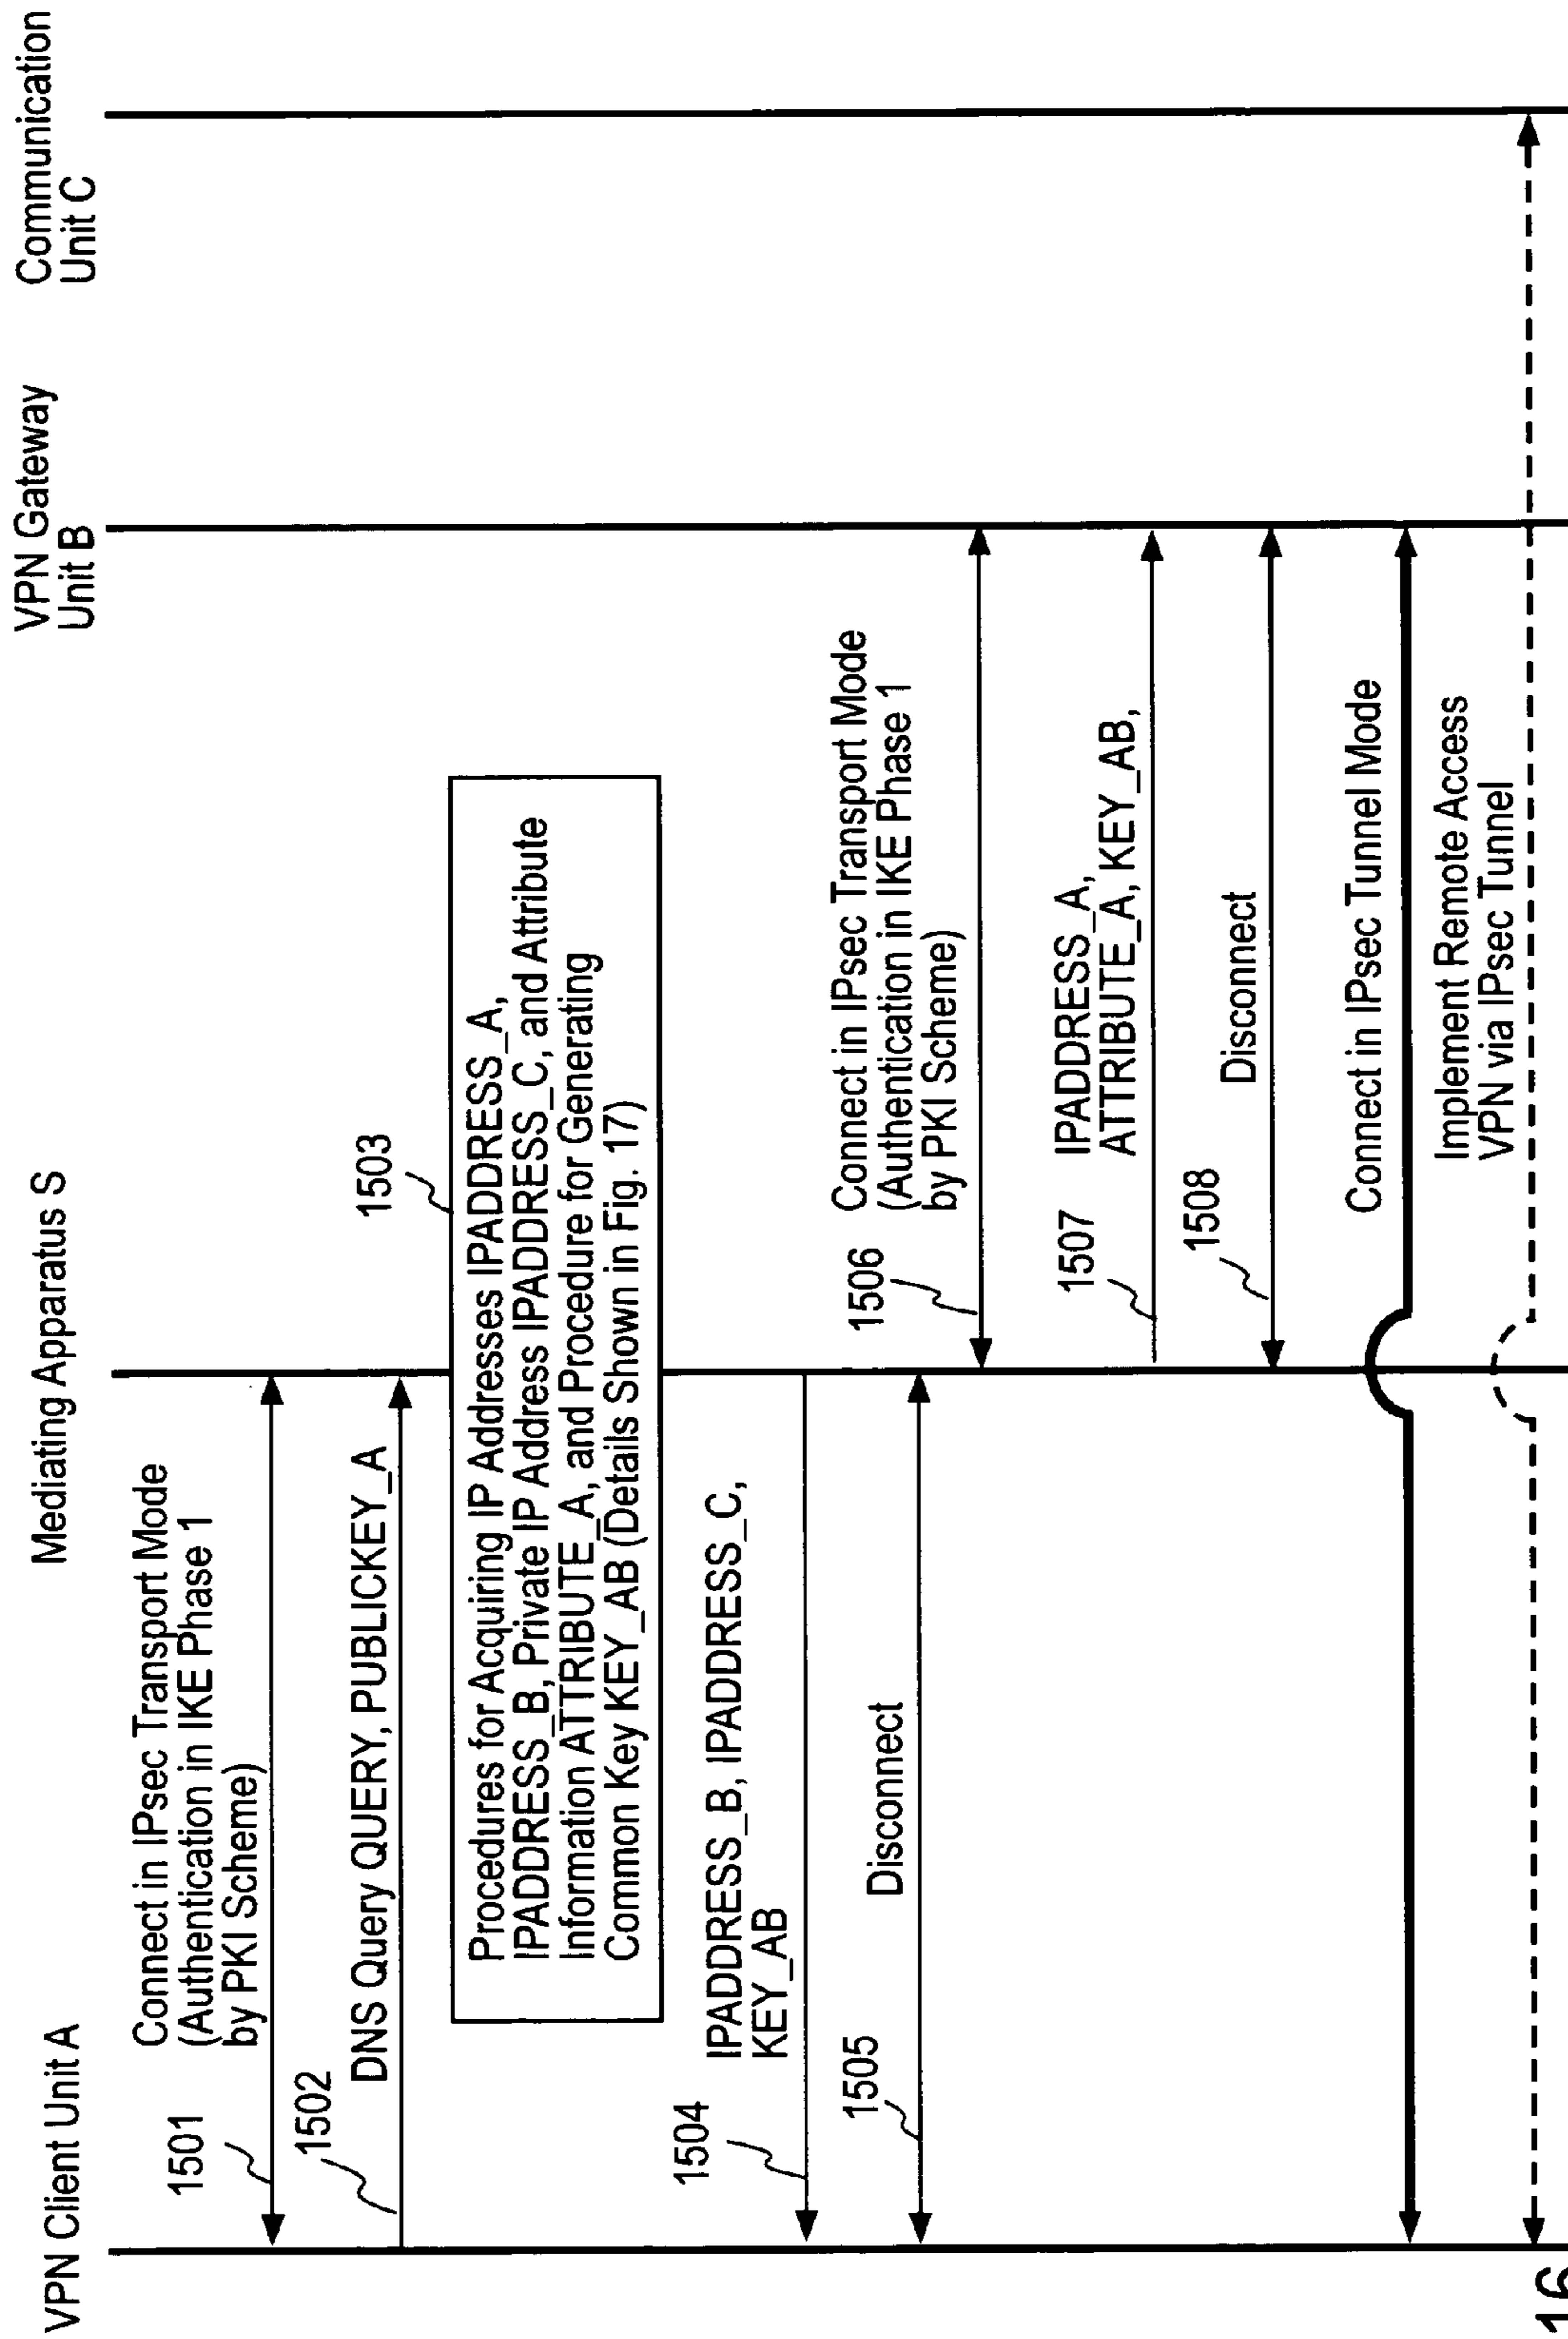 VPN Client Unit A
Mediating Apparatus S
VPN Gateway
Unit B
Communication
Unit C
1501
Connect in IPsec Transport Mode
(Authentication in IKE Phase 1
by PKI Scheme)
1502
DNS Query QUERY, PUBLICKEY_A
1503
Procedures for Acquiring IP Addresses IPADDRESS_A,
IPADDRESS_B, Private IP Address IPADDRESS_C, and Attribute
Information ATTRIBUTE_A, and Procedure for Generating
Common Key KEY_AB (Details Shown in Fig. 17)
1504
IPADDRESS_B, IPADDRESS_C,
KEY_AB
1505
Disconnect
1506
Connect in IPsec Transport Mode
(Authentication in IKE Phase 1
by PKI Scheme)
1507
IPADDRESS_A,
ATTRIBUTE_A, KEY_AB,
1508
Disconnect
Connect in IPsec Tunnel Mode
Implement Remote Access
VPN via IPsec Tunnel
16